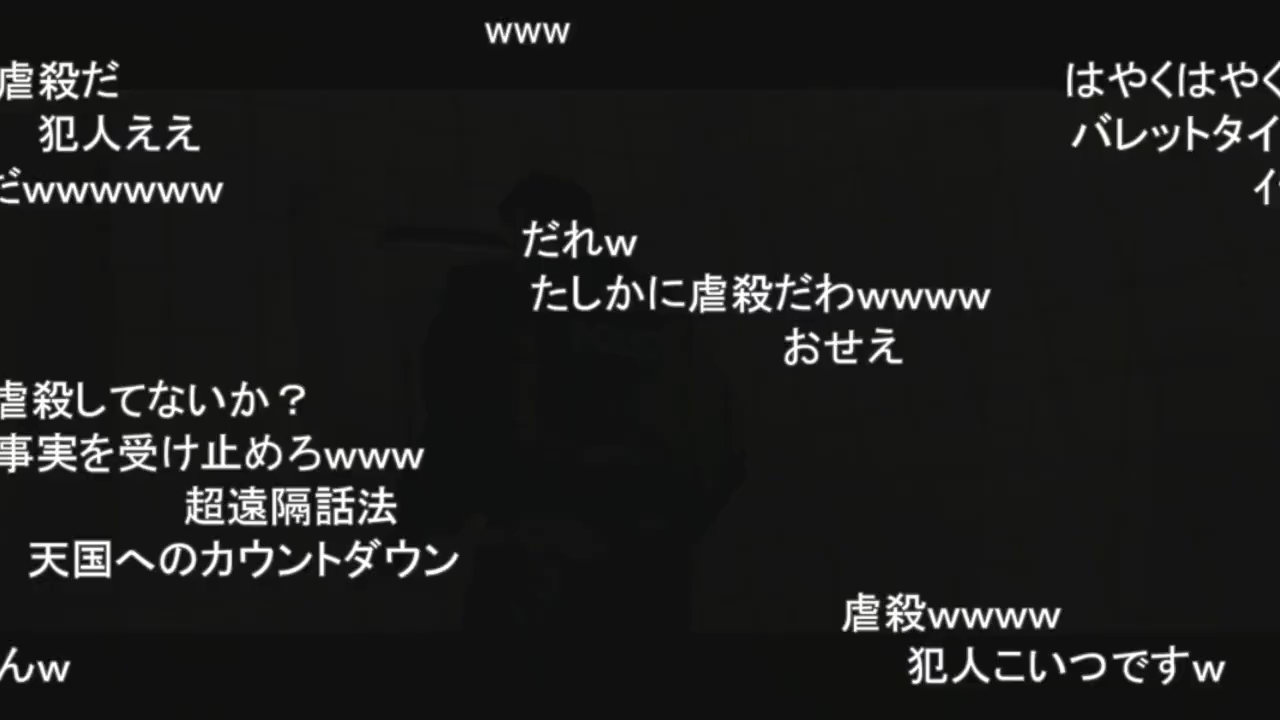 www
虐殺だ
はやくはやく
犯人ええ
バレットタイ
だwwwwww
だれw
たしかに虐殺だわwwww
おせえ
虐殺してないか？
事実を受け止めろwww
超遠隔話法
天国へのカウントダウン
虐殺wwww
んw
犯人こいつですw